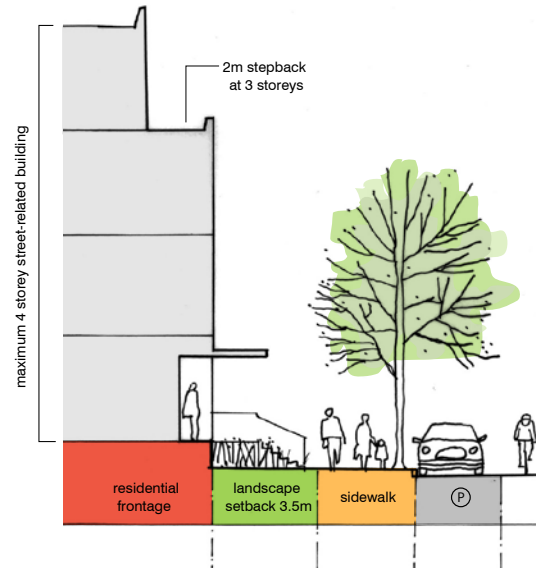 2m stepback
at 3 storeys
maximum 4 storey street-related building
residential
frontage
landscape
setback 3.5m
sidewalk
P